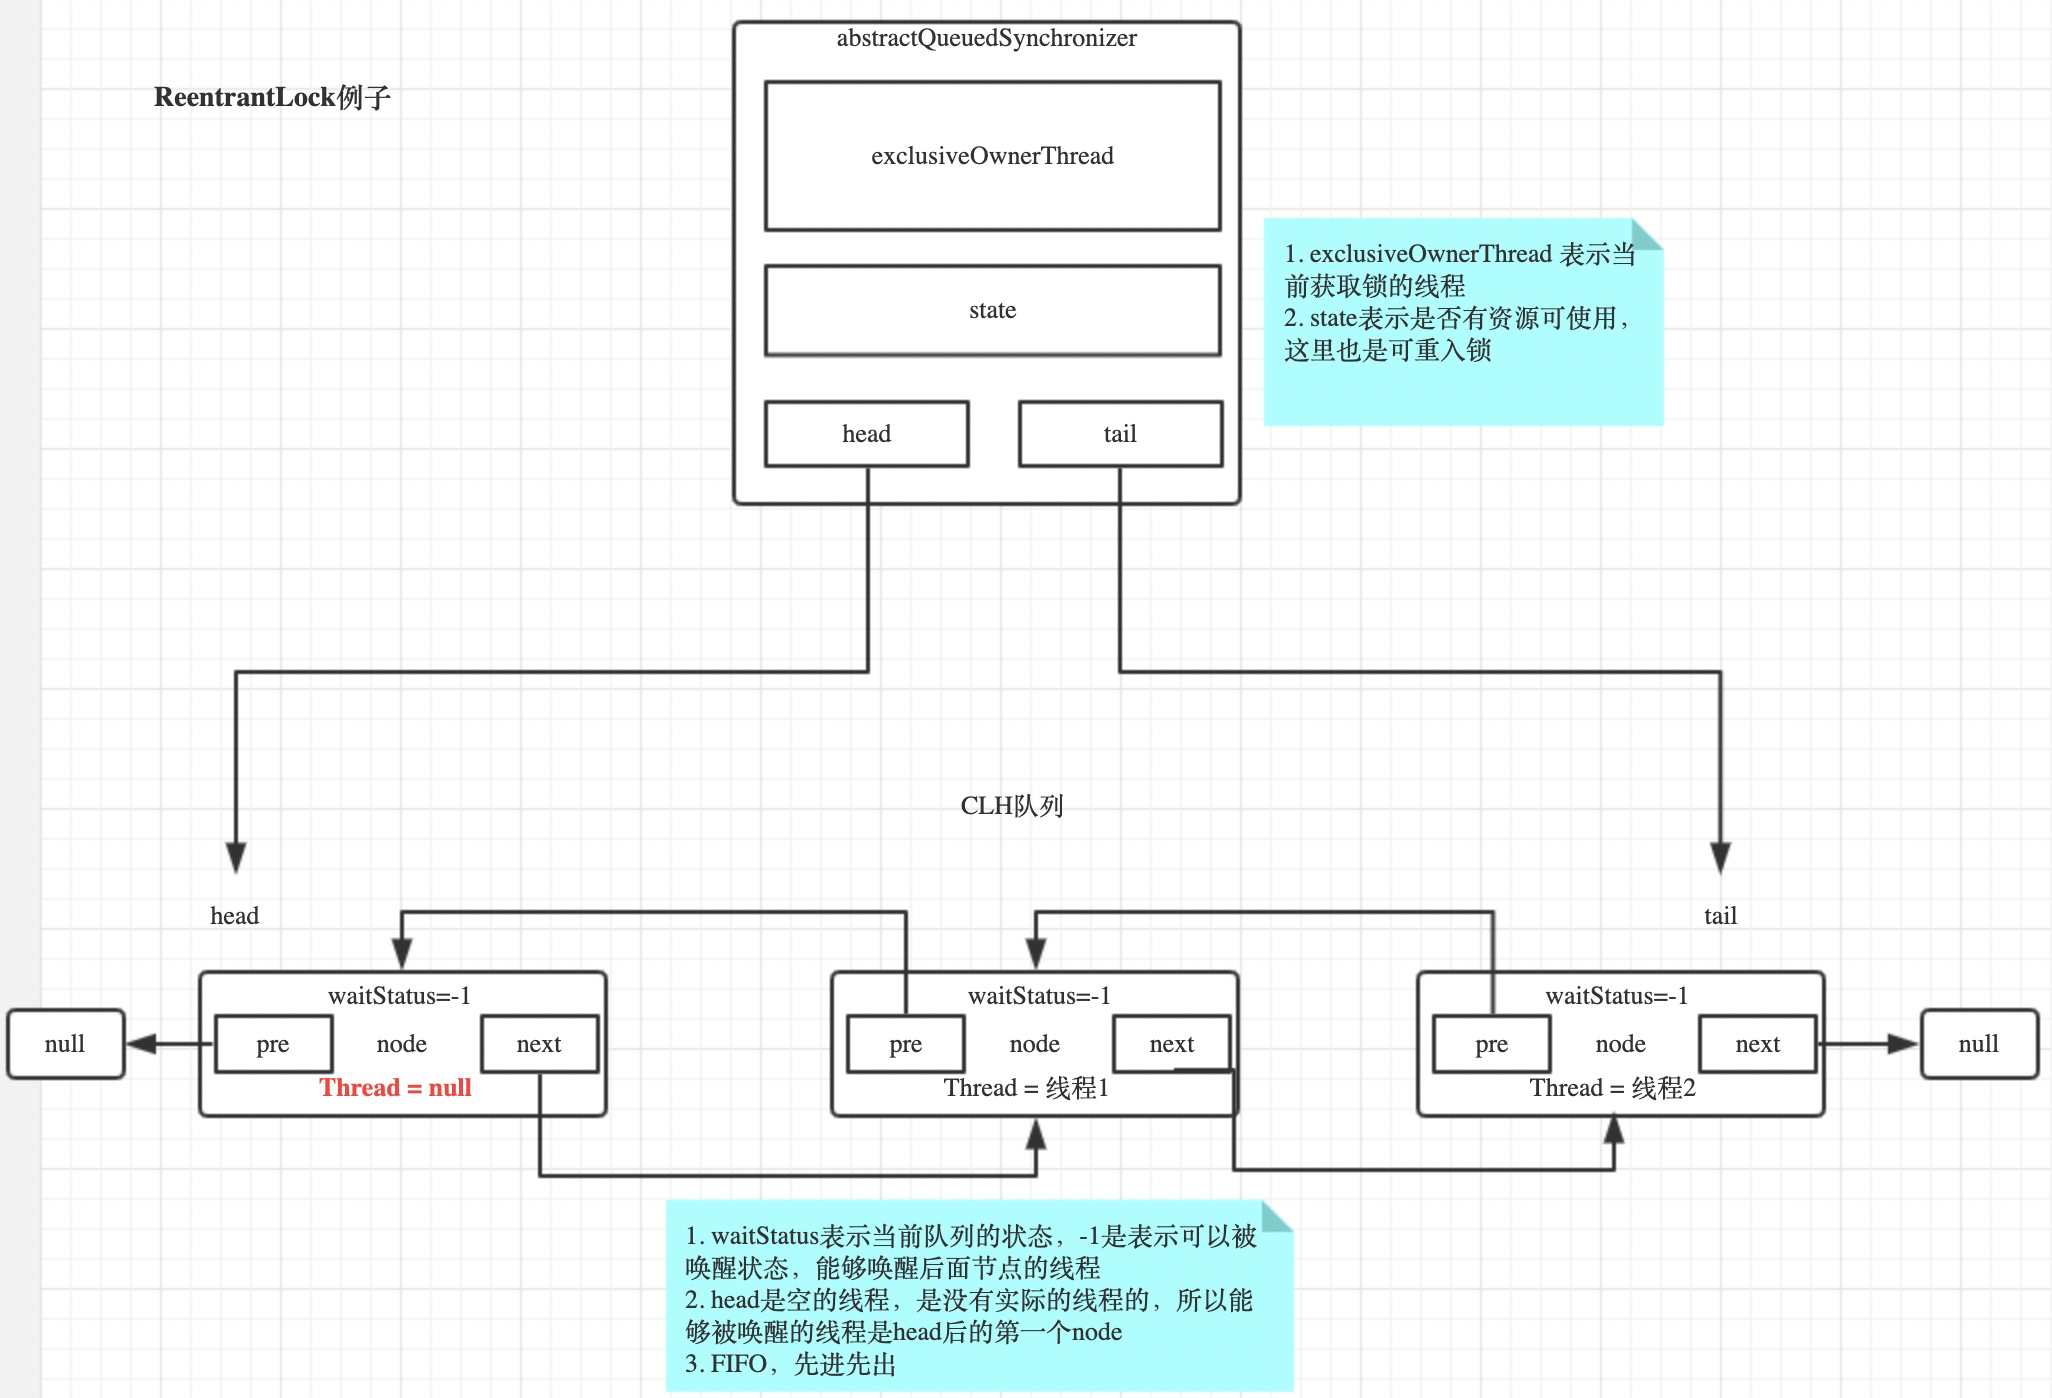 abstractQueuedSynchronizer
ReentrantLock例子
exclusiveOwnerThread
1. exclusiveOwnerThread 表示当
前获取锁的线程
2. state表示是否有资源可使用，
这里也是可重入锁
state
head
tail
CLH队列
head
tail
waitStatus=-1
waitStatus=-1
waitStatus=-1
null
pre
node
next
pre
node
next
pre
node
next
null
Thread = null
Thread = 线程1
Thread = 线程2
1. waitStatus表示当前队列的状态，-1是表示可以被
唤醒状态，能够唤醒后面节点的线程
2. head是空的线程，是没有实际的线程的，所以能
够被唤醒的线程是head后的第一个node
3. FIFO，先进先出